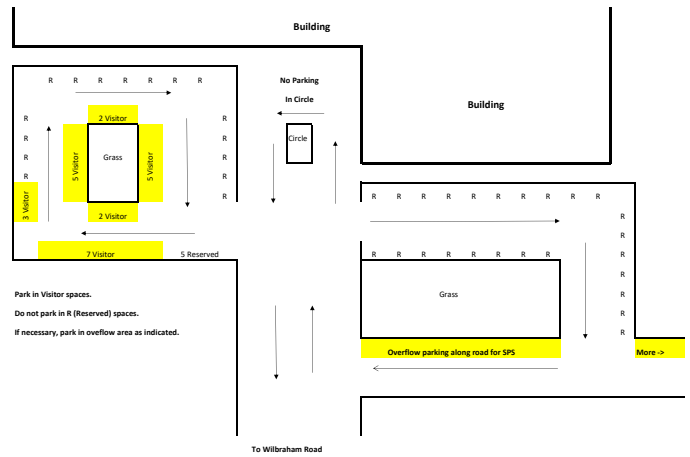 Building
R R R R R R R
No Parking
In Circle
Building
2 Visitor
R
R
R
R
3 Visitor
5 Visitor
Grass
5 Visitor
R
R
R
R
R
Circle
2 Visitor
7 Visitor
5 Reserved
R R R R R R R R R R
R
R
R
R
R
R
R
R R R R R R R R
Grass
Park in Visitor spaces.
Do not park in R (Reserved) spaces.
If necessary, park in oveflow area as indicated.
Overflow parking along road for SPS
More ->
To Wilbraham Road